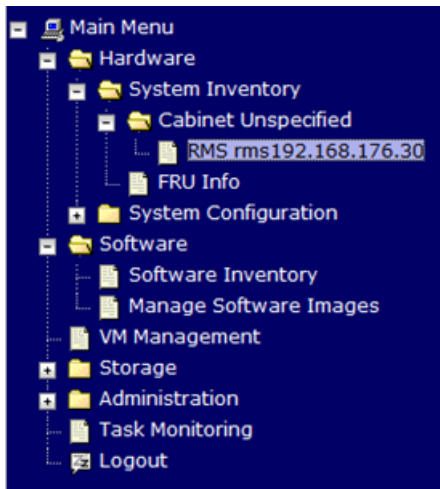 Main Menu
Hardware
System Inventory
Cabinet Unspecified
RMS rms192.168.176.30
FRU Info
System Configuration
Software
Software Inventory
Manage Software Images
VM Management
Storage
Administration
Task Monitoring
Logout